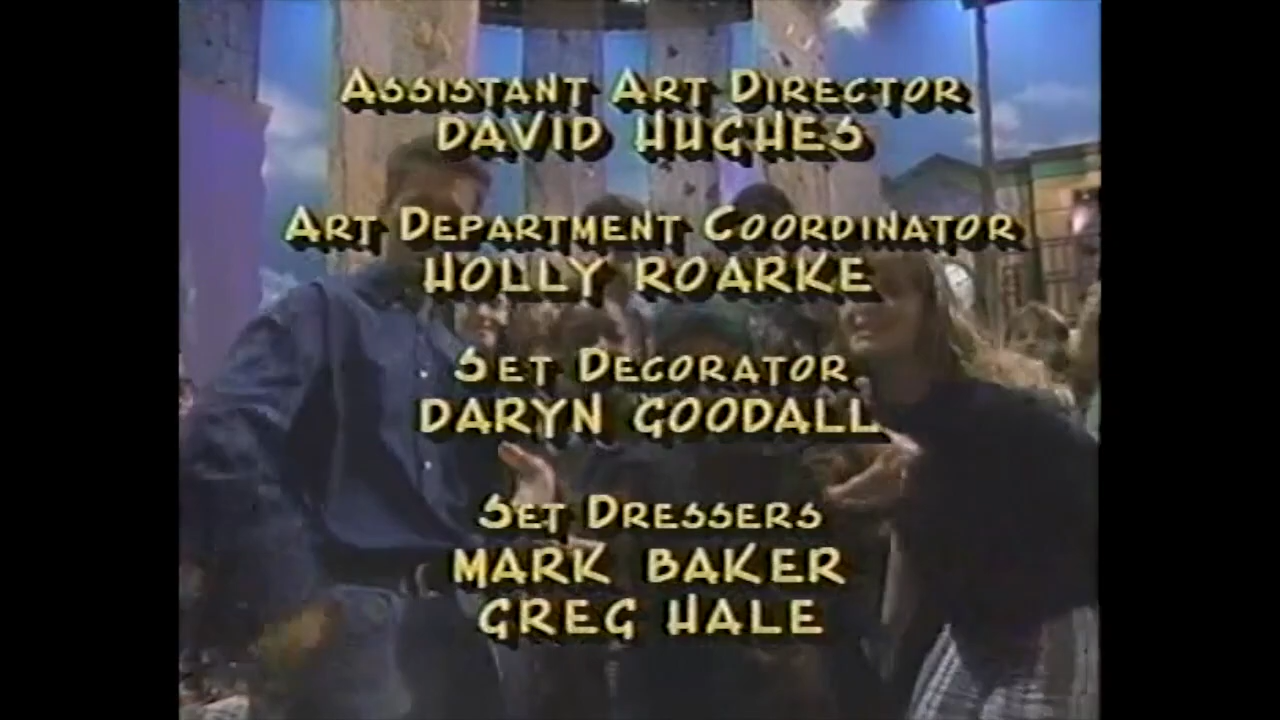 Assistant Art Director
DAVID HUGHES
Art Department Coordinator
HOLLY ROARKE
Set Decorator
DARYN GOODALL
Set Dressers
MARK BAKER
GREG HALE